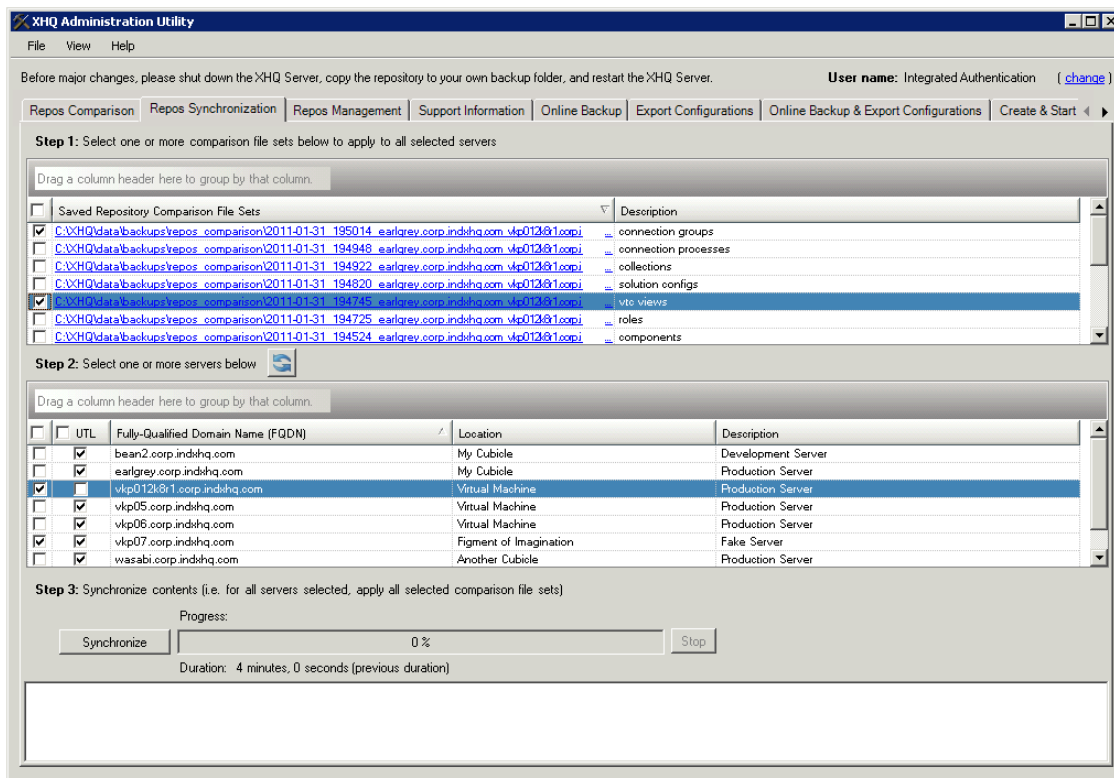 XHQ Administration Utility
File View Help
Before major changes, please shut down the XHQ Server, copy the repository to your own backup folder, and restart the XHQ Server. User name: Integrated Authentication ( change )
Repos Comparison Repos Synchronization Repos Management Support Information Online Backup Export Configurations Online Backup & Export Configurations Create & Start
Step 1: Select one or more comparison file sets below to apply to all selected servers
Drag a column header here to group by that column.
Saved Repository Comparison File Sets Description
C:\XHQ\data\backups\repos_comparison\2011-01-31_195014_earlgrey.corp.indxhq.com_vkp012k8r1.corp.i ... connection groups
C:\XHQ\data\backups\repos_comparison\2011-01-31_194948_earlgrey.corp.indxhq.com_vkp012k8r1.corp.i ... connection processes
C:\XHQ\data\backups\repos_comparison\2011-01-31_194922_earlgrey.corp.indxhq.com_vkp012k8r1.corp.i ... collections
C:\XHQ\data\backups\repos_comparison\2011-01-31_194820_earlgrey.corp.indxhq.com_vkp012k8r1.corp.i ... solution configs
C:\XHQ\data\backups\repos_comparison\2011-01-31_194745_earlgrey.corp.indxhq.com_vkp012k8r1.corp.i ... vtc views
C:\XHQ\data\backups\repos_comparison\2011-01-31_194725_earlgrey.corp.indxhq.com_vkp012k8r1.corp.i ... roles
C:\XHQ\data\backups\repos_comparison\2011-01-31_194524_earlgrey.corp.indxhq.com_vkp012k8r1.corp.i ... components
Step 2: Select one or more servers below
Drag a column header here to group by that column.
UTL Fully-Qualified Domain Name (FQDN) Location Description
bean2.corp.indxhq.com My Cubicle Development Server
earlgrey.corp.indxhq.com My Cubicle Production Server
vkp012k8r1.corp.indxhq.com Virtual Machine Production Server
vkp05.corp.indxhq.com Virtual Machine Production Server
vkp06.corp.indxhq.com Virtual Machine Production Server
vkp07.corp.indxhq.com Figment of Imagination Fake Server
wasabi.corp.indxhq.com Another Cubicle Production Server
Step 3: Synchronize contents (i.e. for all servers selected, apply all selected comparison file sets)
Progress:
Synchronize 0 % Stop
Duration: 4 minutes, 0 seconds (previous duration)